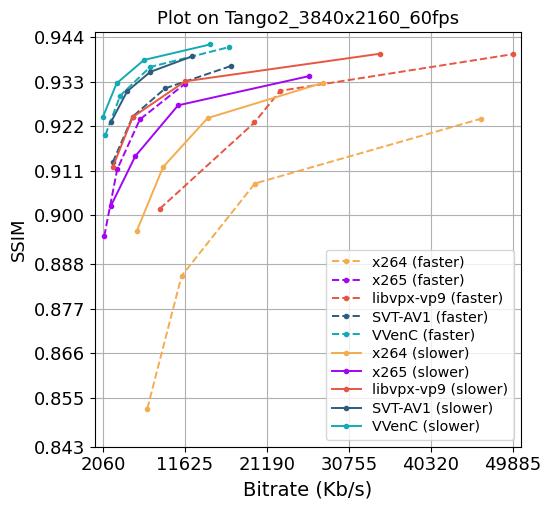 Plot on Tango2_3840x2160_60fps
SSIM
0.944
0.933
0.922
0.911
0.900
0.888
0.877
0.866
0.855
0.843
x264 (faster)
x265 (faster)
libvpx-vp9 (faster)
SVT-AV1 (faster)
VVenC (faster)
x264 (slower)
x265 (slower)
libvpx-vp9 (slower)
SVT-AV1 (slower)
VVenC (slower)
2060 11625 21190 30755 40320 49885
Bitrate (Kb/s)